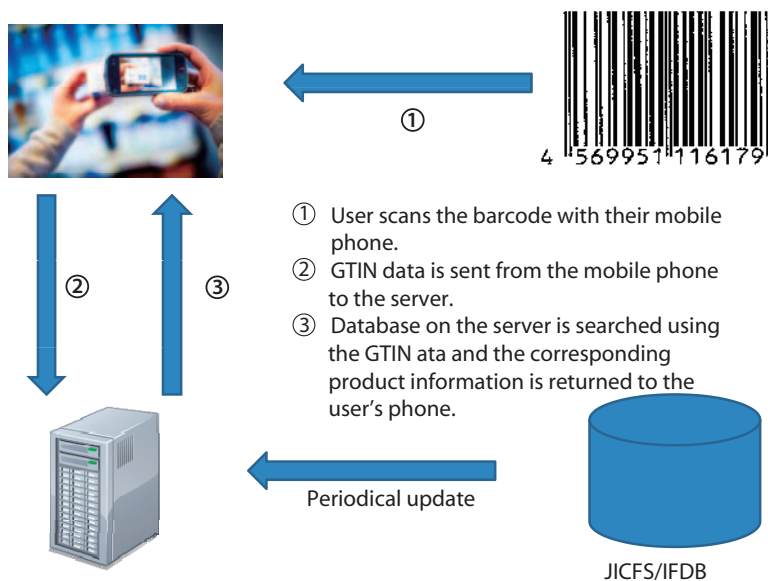 ①
4 569951 116179
① User scans the barcode with their mobile
phone.
② GTIN data is sent from the mobile phone
to the server.
③ Database on the server is searched using
the GTIN ata and the corresponding
product information is returned to the
user's phone.
②
③
Periodical update
JICFS/IFDB